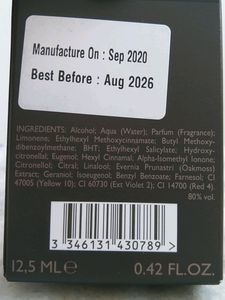 Manufacture On : Sep 2020
Best Before : Aug 2026
INGREDIENTS: Alcohol; Aqua (Water); Parfum (Fragrance);
Limonene; Ethylhexyl Methoxycinnamate; Butyl Methoxy-
dibenzoylmethane; BHT; Ethylhexyl Salicylate; Hydroxy-
citronellal; Eugenol; Hexyl Cinnamal; Alpha-Isomethyl Ionone;
Citronellol; Citral; Linalool; Evernia Prunastri (Oakmoss)
Extract; Geraniol; Isoeugenol; Benzyl Benzoate; Farnesol; CI
47005 (Yellow 10); CI 60730 (Ext Violet 2); CI 14700 (Red 4).
80% vol.
3 346131 430789 >
12,5 ML ℮ 0.42 FL.OZ.